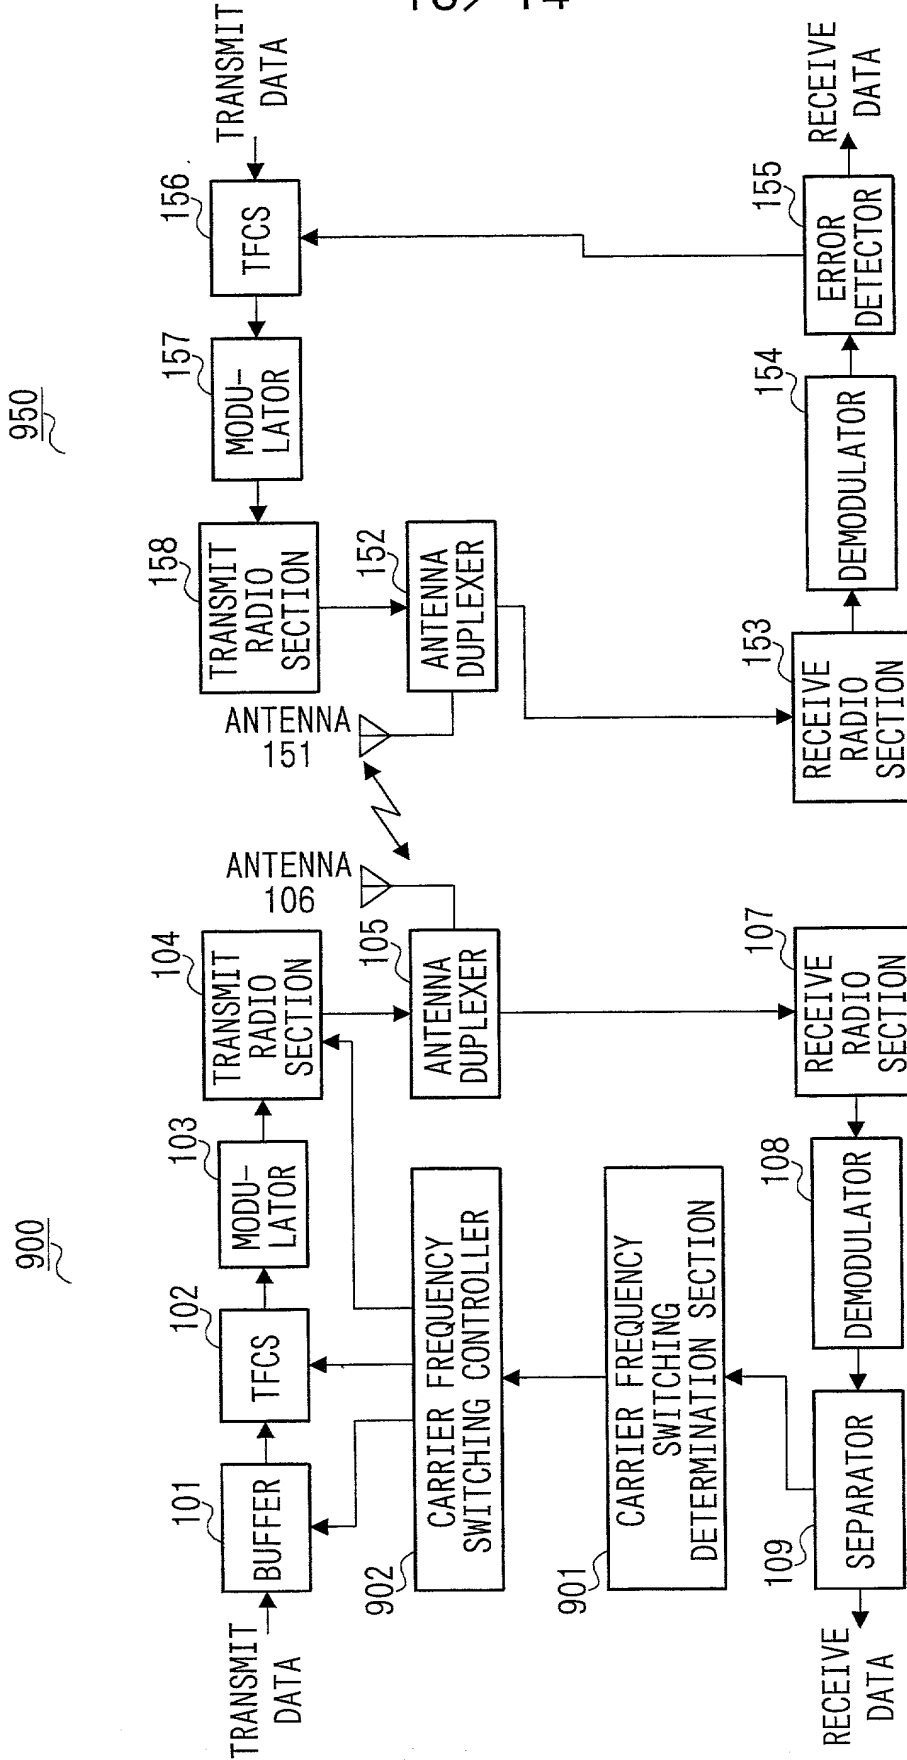 900
950
TRANSMIT
DATA
101
BUFFER
102
TFCS
103
MODU-
LATOR
104
TRANSMIT
RADIO
SECTION
ANTENNA
106
105
ANTENNA
DUPLEXER
902
CARRIER FREQUENCY
SWITCHING CONTROLLER
901
CARRIER FREQUENCY
SWITCHING
DETERMINATION SECTION
RECEIVE
DATA
109
SEPARATOR
108
DEMODULATOR
107
RECEIVE
RADIO
SECTION
ANTENNA
151
152
ANTENNA
DUPLEXER
158
TRANSMIT
RADIO
SECTION
157
MODU-
LATOR
156
TFCS
TRANSMIT
DATA
153
RECEIVE
RADIO
SECTION
154
DEMODULATOR
155
ERROR
DETECTOR
RECEIVE
DATA